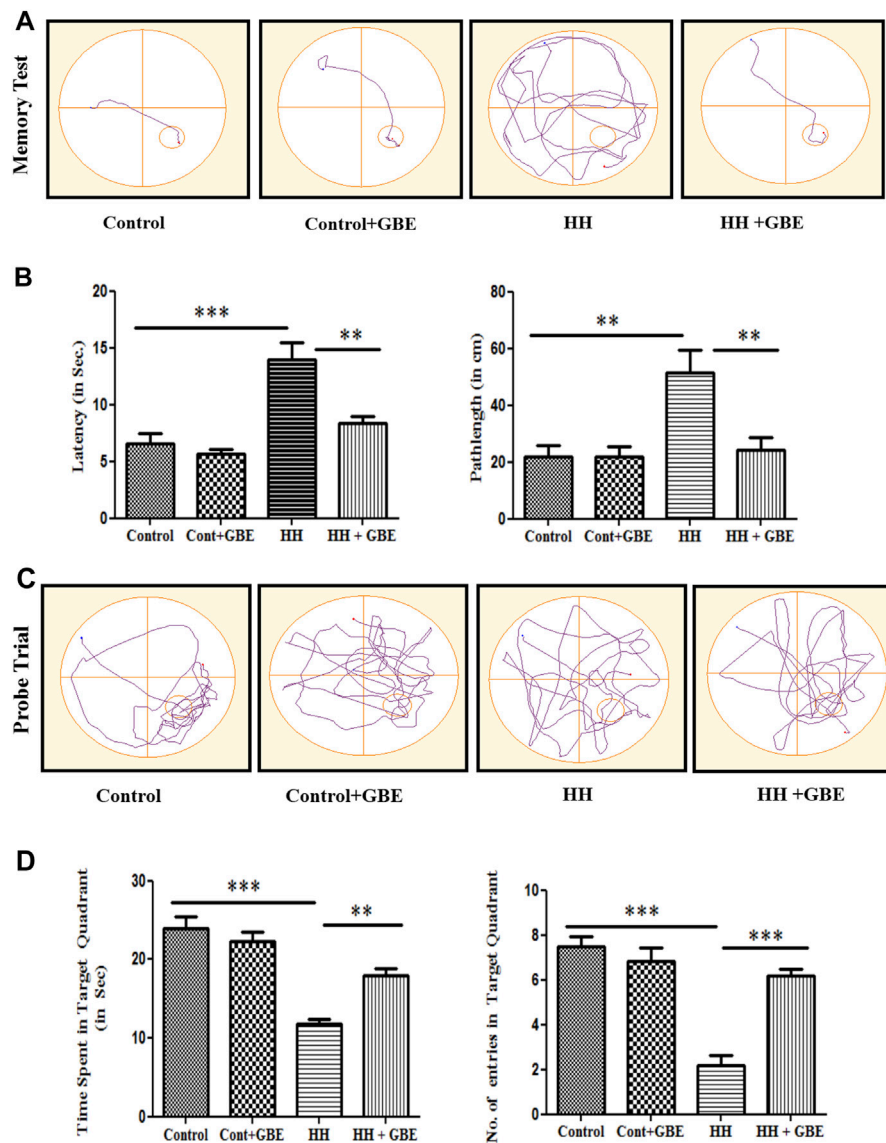 A
Memory Test
Control
Control+GBE
HH
HH +GBE
B
Latency (in Sec.)
20
15
10
5
0
***
**
Control
Cont+GBE
HH
HH + GBE
Pathlength (in cm)
80
60
40
20
0
**
**
Control
Cont+GBE
HH
HH + GBE
C
Probe Trial
Control
Control+GBE
HH
HH +GBE
D
Time Spent in Target Quadrant
(in Sec)
30
20
10
0
***
**
Control
Cont+GBE
HH
HH + GBE
No. of entries in Target Quadrant
8
6
4
2
0
***
***
Control
Cont+GBE
HH
HH + GBE